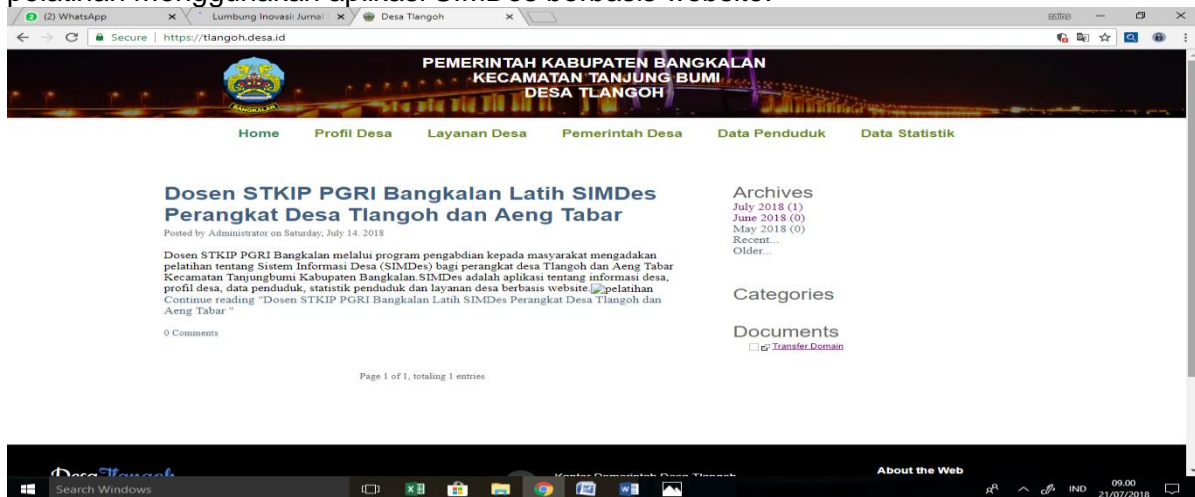 pelatihan menggunakan aplikasi SIMDes berbasis website.
(2) WhatsApp
Lumbung Inovasi: Jurnal
Desa Tlangoh
Secure | https://tlangoh.desa.id
PEMERINTAH KABUPATEN BANGKALAN
KECAMATAN TANJUNG BUMI
DESA TLANGOH
BANGKALAN
Home Profil Desa Layanan Desa Pemerintah Desa Data Penduduk Data Statistik
Dosen STKIP PGRI Bangkalan Latih SIMDes
Perangkat Desa Tlangoh dan Aeng Tabar
Posted by Administrator on Saturday, July 14. 2018
Dosen STKIP PGRI Bangkalan melalui program pengabdian kepada masyarakat mengadakan
pelatihan tentang Sistem Informasi Desa (SIMDes) bagi perangkat desa Tlangoh dan Aeng Tabar
Kecamatan Tanjungbumi Kabupaten Bangkalan.SIMDes adalah aplikasi tentang informasi desa,
profil desa, data penduduk, statistik penduduk dan layanan desa berbasis website.pelatihan
Continue reading "Dosen STKIP PGRI Bangkalan Latih SIMDes Perangkat Desa Tlangoh dan
Aeng Tabar "
0 Comments
Page 1 of 1, totaling 1 entries
Archives
July 2018 (1)
June 2018 (0)
May 2018 (0)
Recent...
Older...
Categories
Documents
Transfer Domain
Desa Tlangoh
Kantor Pemerintah Desa Tlangoh
About the Web
Search Windows
IND
09.00
21/07/2018